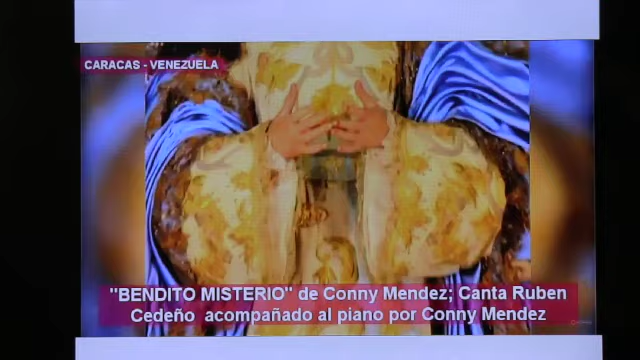 CARACAS - VENEZUELA
"BENDITO MISTERIO" de Conny Mendez; Canta Ruben
Cedeño acompañado al piano por Conny Mendez